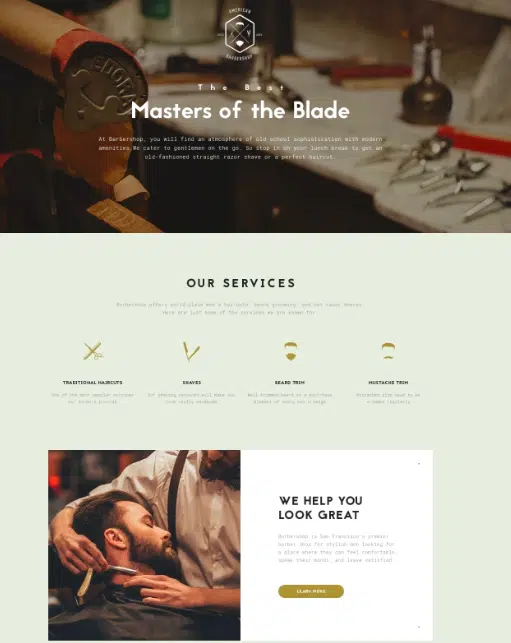 AMERICAN
BARBERSHOP
The Best
Masters of the Blade
At Barbershop, you will find an atmosphere of old-school sophistication with modern
amenities.We cater to gentlemen on the go. So stop in on your lunch break to get an
old-fashioned straight razor shave or a perfect haircut.
OUR SERVICES
Barbershop offers world-class men's haircuts, beard grooming, and hot razor shaves
Here are just some of the services we are known for
TRADITIONAL HAIRCUTS
SHAVES
BEARD TRIM
MUSTACHE TRIM
One of the most popular services
our barbers provide
Our shaving services will make you
look really handsome
Well-trimmed beard is a must-have
element of every man's image
WE HELP YOU
LOOK GREAT
Barbershop is San Francisco's premier
barber shop for stylish men looking for
a place where they can feel comfortable,
speak their minds, and leave satisfied.
LEARN MORE